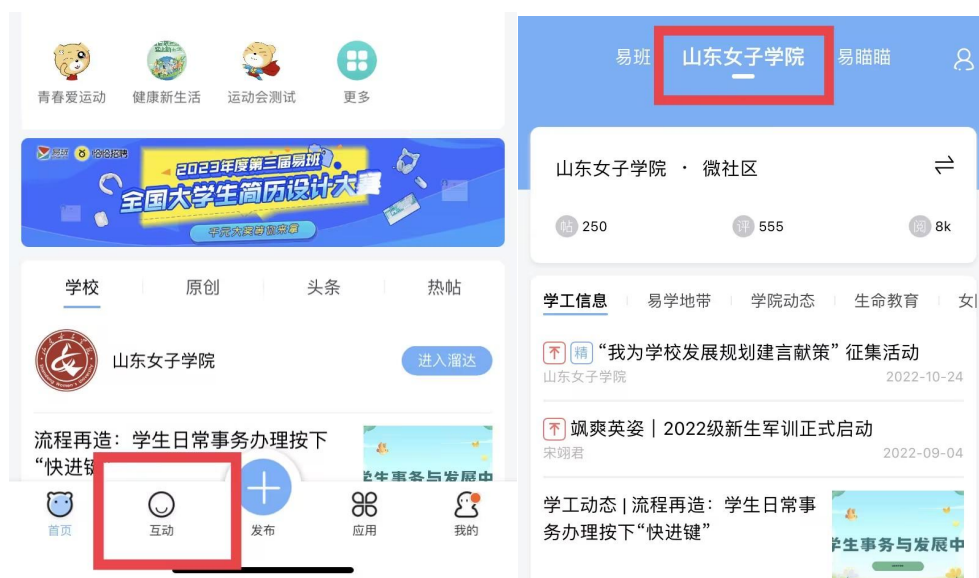 青春爱运动
健康新生活
运动会测试
更多
易班
2023年度第三届易班
全国大学生简历设计大赛
千元大奖等你来拿
学校
原创
头条
热帖
山东女子学院
进入溜达
流程再造：学生日常事务办理按下
“快进键
首页
互动
发布
应用
我的
易班
山东女子学院
易瞄瞄
山东女子学院 · 微社区
帖 250
评 555
阅 8k
学工信息
易学地带
学院动态
生命教育
精 “我为学校发展规划建言献策” 征集活动
山东女子学院
2022-10-24
飒爽英姿｜2022级新生军训正式启动
宋翊君
2022-09-04
学工动态 | 流程再造：学生日常事
务办理按下“快进键”
学生事务与发展中